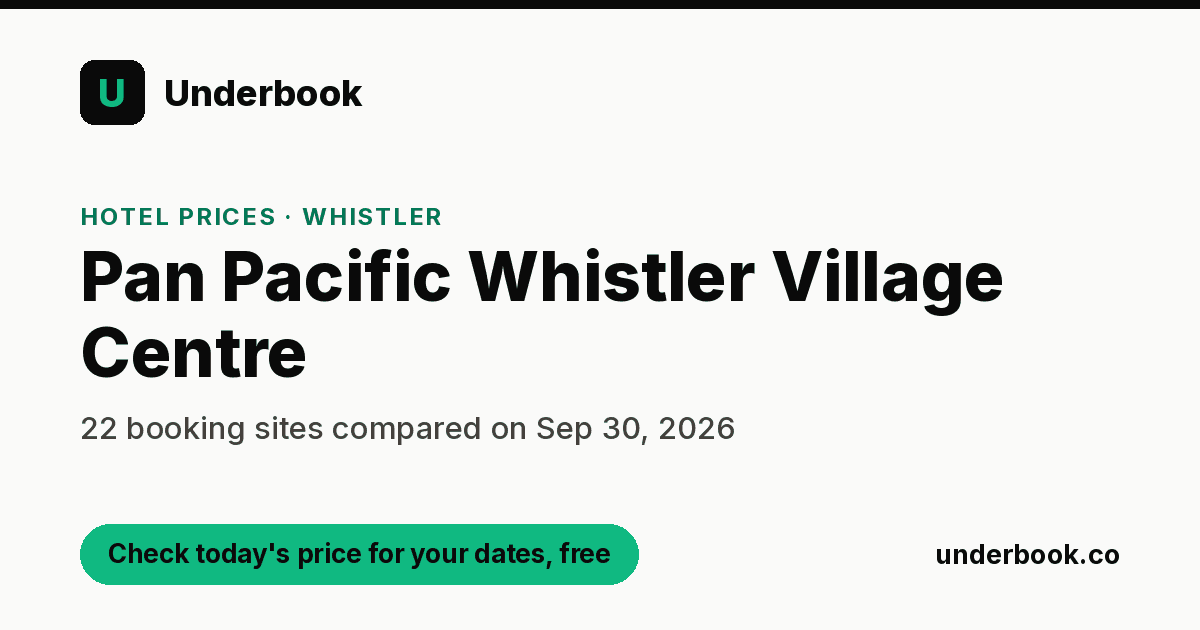 U Underbook
HOTEL PRICES · WHISTLER
Pan Pacific Whistler Village
Centre
22 booking sites compared on Sep 30, 2026
Check today's price for your dates, free
underbook.co